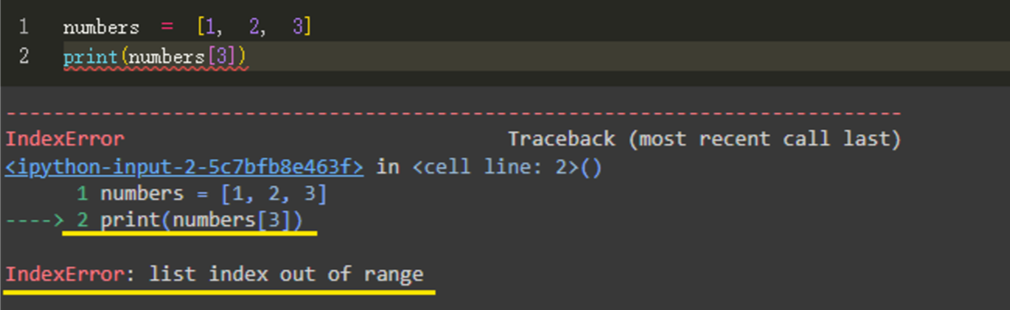 1 numbers = [1, 2, 3]
2 print(numbers[3])
---------------------------------------------------------------------------
IndexError Traceback (most recent call last)
<ipython-input-2-5c7bfb8e463f> in <cell line: 2>()
1 numbers = [1, 2, 3]
----> 2 print(numbers[3])
IndexError: list index out of range